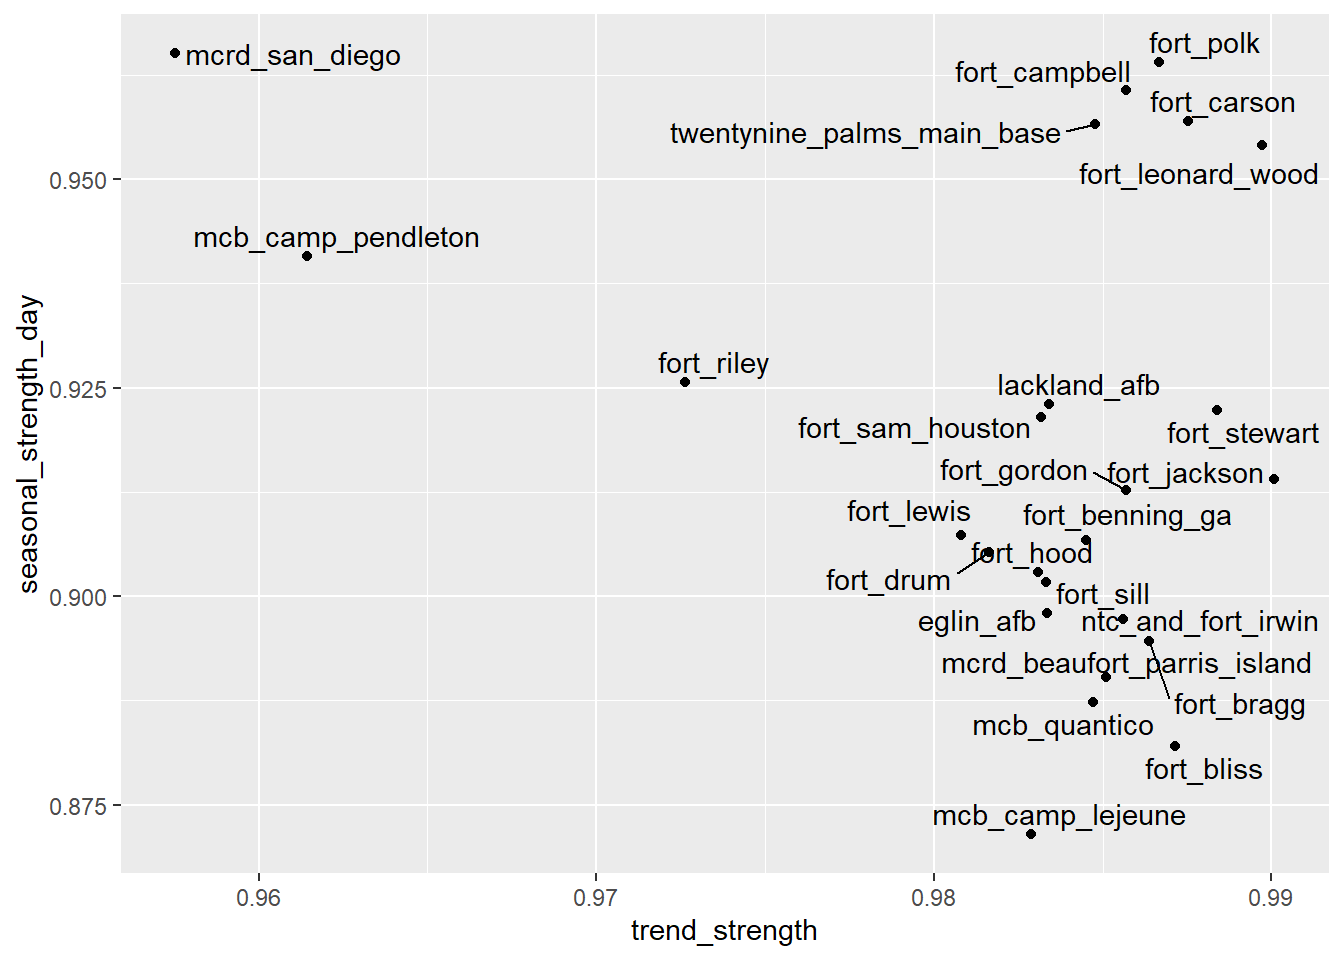 fort_polk
mcrd_san_diego
fort_campbell
fort_carson
twentynine_palms_main_base
fort_leonard_wood
0.950
mcb_camp_pendleton
fort_riley
lackland_afb
0.925
fort_sam_houston
fort_stewart
seasonal_strength_day
fort_gordon
fort_jackson
fort_lewis
fort_benning_ga
fort_hood
fort_drum
0.900
fort_sill
eglin_afb
ntc_and_fort_irwin
mcrd_beaufort_parris_island
fort_bragg
mcb_quantico
fort_bliss
0.875
mcb_camp_lejeune
0.96
0.97
0.98
0.99
trend_strength